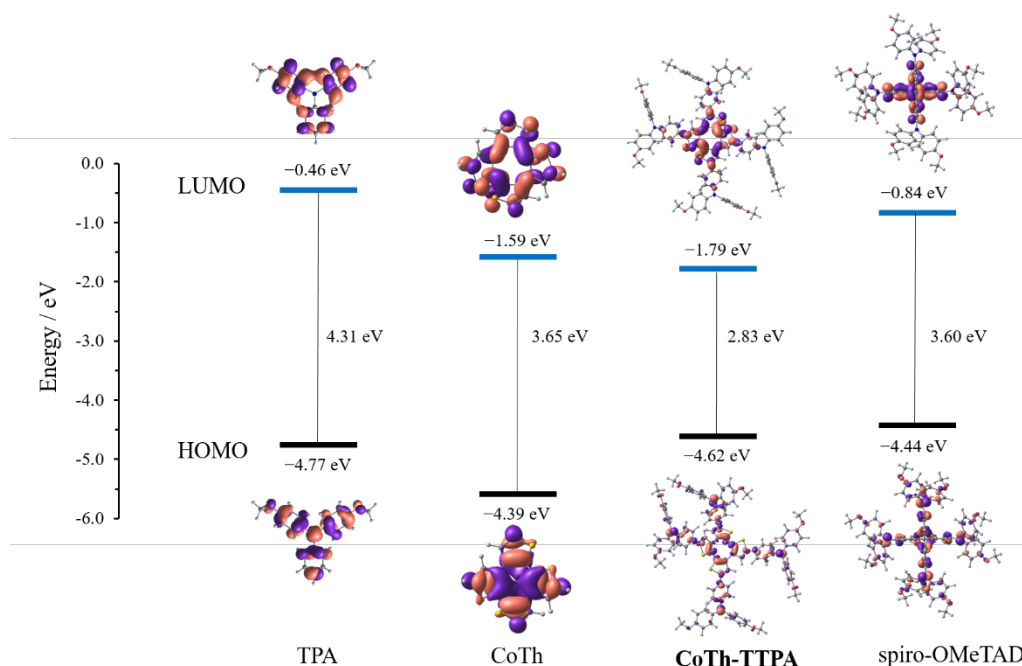 0.0
-1.0
-2.0
-3.0
-4.0
-5.0
-6.0
Energy / eV
LUMO
HOMO
−0.46 eV
4.31 eV
−4.77 eV
TPA
−1.59 eV
3.65 eV
−4.39 eV
CoTh
−1.79 eV
2.83 eV
−4.62 eV
CoTh-TTPA
−0.84 eV
3.60 eV
−4.44 eV
spiro-OMeTAD